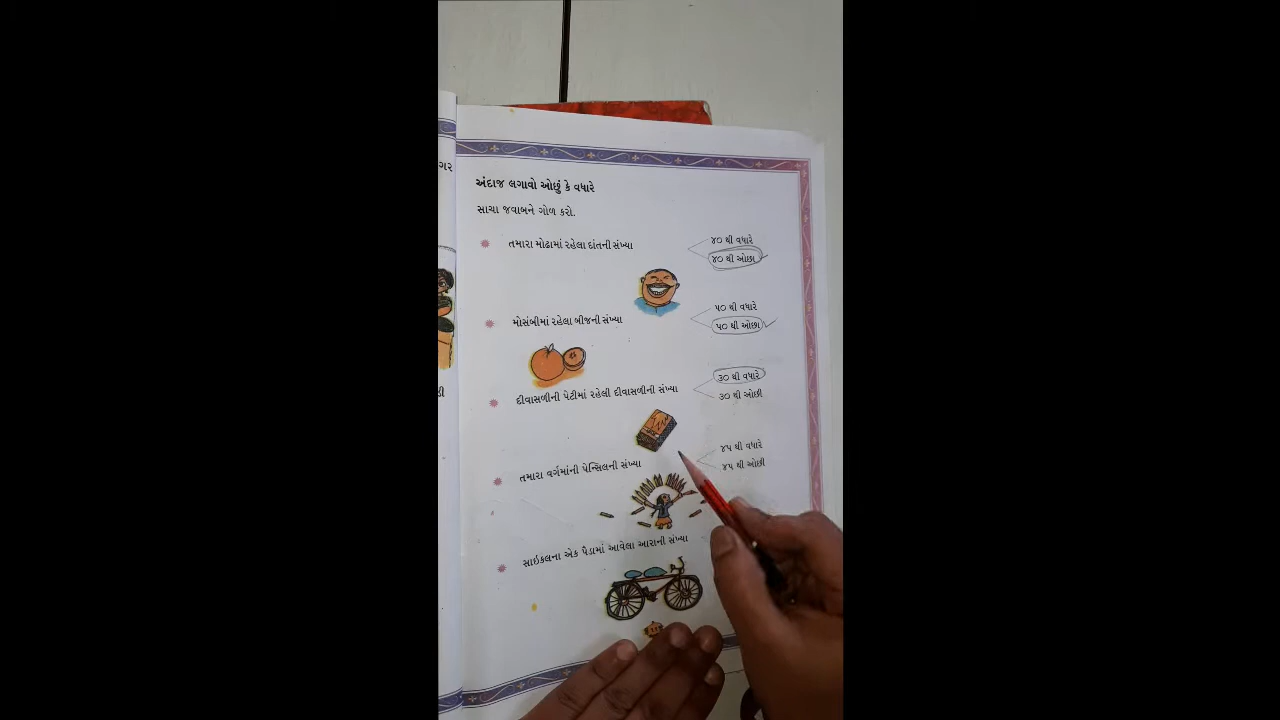 ગર
અંદાજ લગાવો ઓછું કે વધારે
સાચા જવાબને ગોળ કરો.
તમારા મોઢામાં રહેલા દાંતની સંખ્યા
૪૦ થી વધારે
૪૦ થી ઓછા
મોસંબીમાં રહેલા બીજની સંખ્યા
૫૦ થી વધારે
૫૦ થી ઓછા
દીવાસળીની પેટીમાં રહેલી દીવાસળીની સંખ્યા
૩૦ થી વધારે
૩૦ થી ઓછી
તમારા વર્ગમાંની પેન્સિલની સંખ્યા
૪૫ થી વધારે
૪૫ થી ઓછી
સાઇકલના એક પૈડામાં આવેલા આરાની સંખ્યા